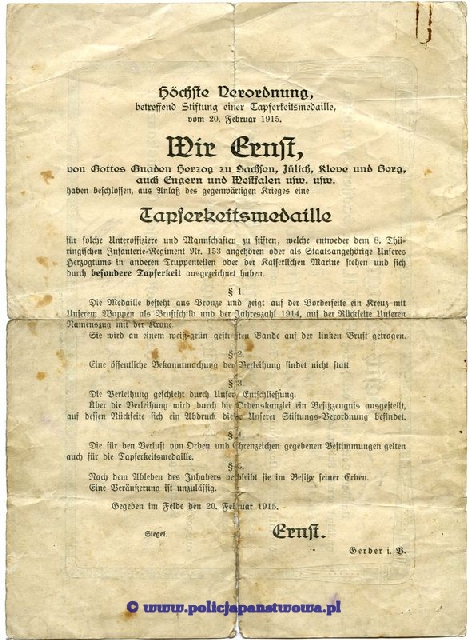 Höchste Verordnung,
betreffend Stiftung einer Tapferkeitsmedaille,
vom 20. Februar 1915.
Wir Ernst,
von Gottes Gnaden Herzog zu Sachsen, Jülich, Kleve und Berg,
auch Engern und Westfalen usw. usw.
haben beschlossen, aus Anlaß des gegenwärtigen Krieges eine
Tapferkeitsmedaille
für solche Unteroffiziere und Mannschaften zu stiften, welche entweder dem 8. Thü-
ringischen Infanterie-Regiment Nr. 153 angehören oder als Staatsangehörige Unseres
Herzogtums in anderen Truppenteilen oder der Kaiserlichen Marine stehen und sich
durch besondere Tapferkeit ausgezeichnet haben.
§ 1
Die Medaille besteht aus Bronze und zeigt auf der Vorderseite ein Kreuz mit
Unserem Wappen als Brustschild und der Jahreszahl 1914, auf der Rückseite Unseren
Namenszug mit der Krone.
Sie wird an einem weiß-grün gestreiften Bande auf der linken Brust getragen.
§ 2
Eine öffentliche Bekanntmachung der Verleihung findet nicht statt
§ 3
Die Verleihung geschieht durch Unsere Entschließung.
Über die Verleihung wird durch die Ordenskanzlei ein Besitzzeugnis ausgestellt,
auf dessen Rückseite sich ein Abdruck dieser Unserer Stiftungs-Verordnung befindet.
§
Die für den Verlust von Orden und Ehrenzeichen gegebenen Bestimmungen gelten
auch für die Tapferkeitsmedaille.
§
Nach dem Ableben des Inhabers verbleibt sie im Besitze seiner Erben.
Eine Veräußerung ist unzulässig.
Gegeben im Felde den 20. Februar 1915.
Siegel
Ernst.
Gerder i. V.
© www.policjapanstwowa.pl